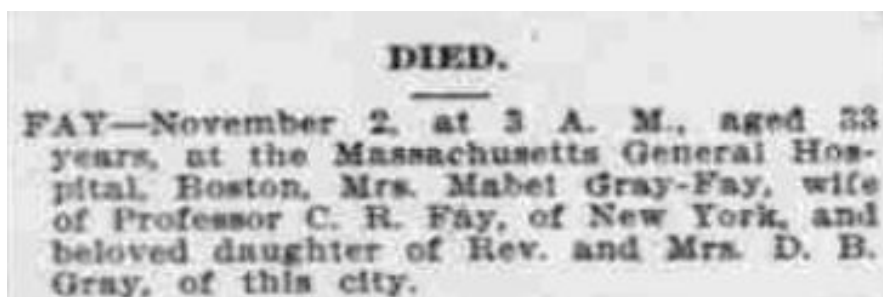 DIED.
FAY—November 2, at 3 A. M., aged 33
years, at the Massachusetts General Hos-
pital, Boston, Mrs. Mabel Gray-Fay, wife
of Professor C. R. Fay, of New York, and
beloved daughter of Rev. and Mrs. D. B.
Gray, of this city.